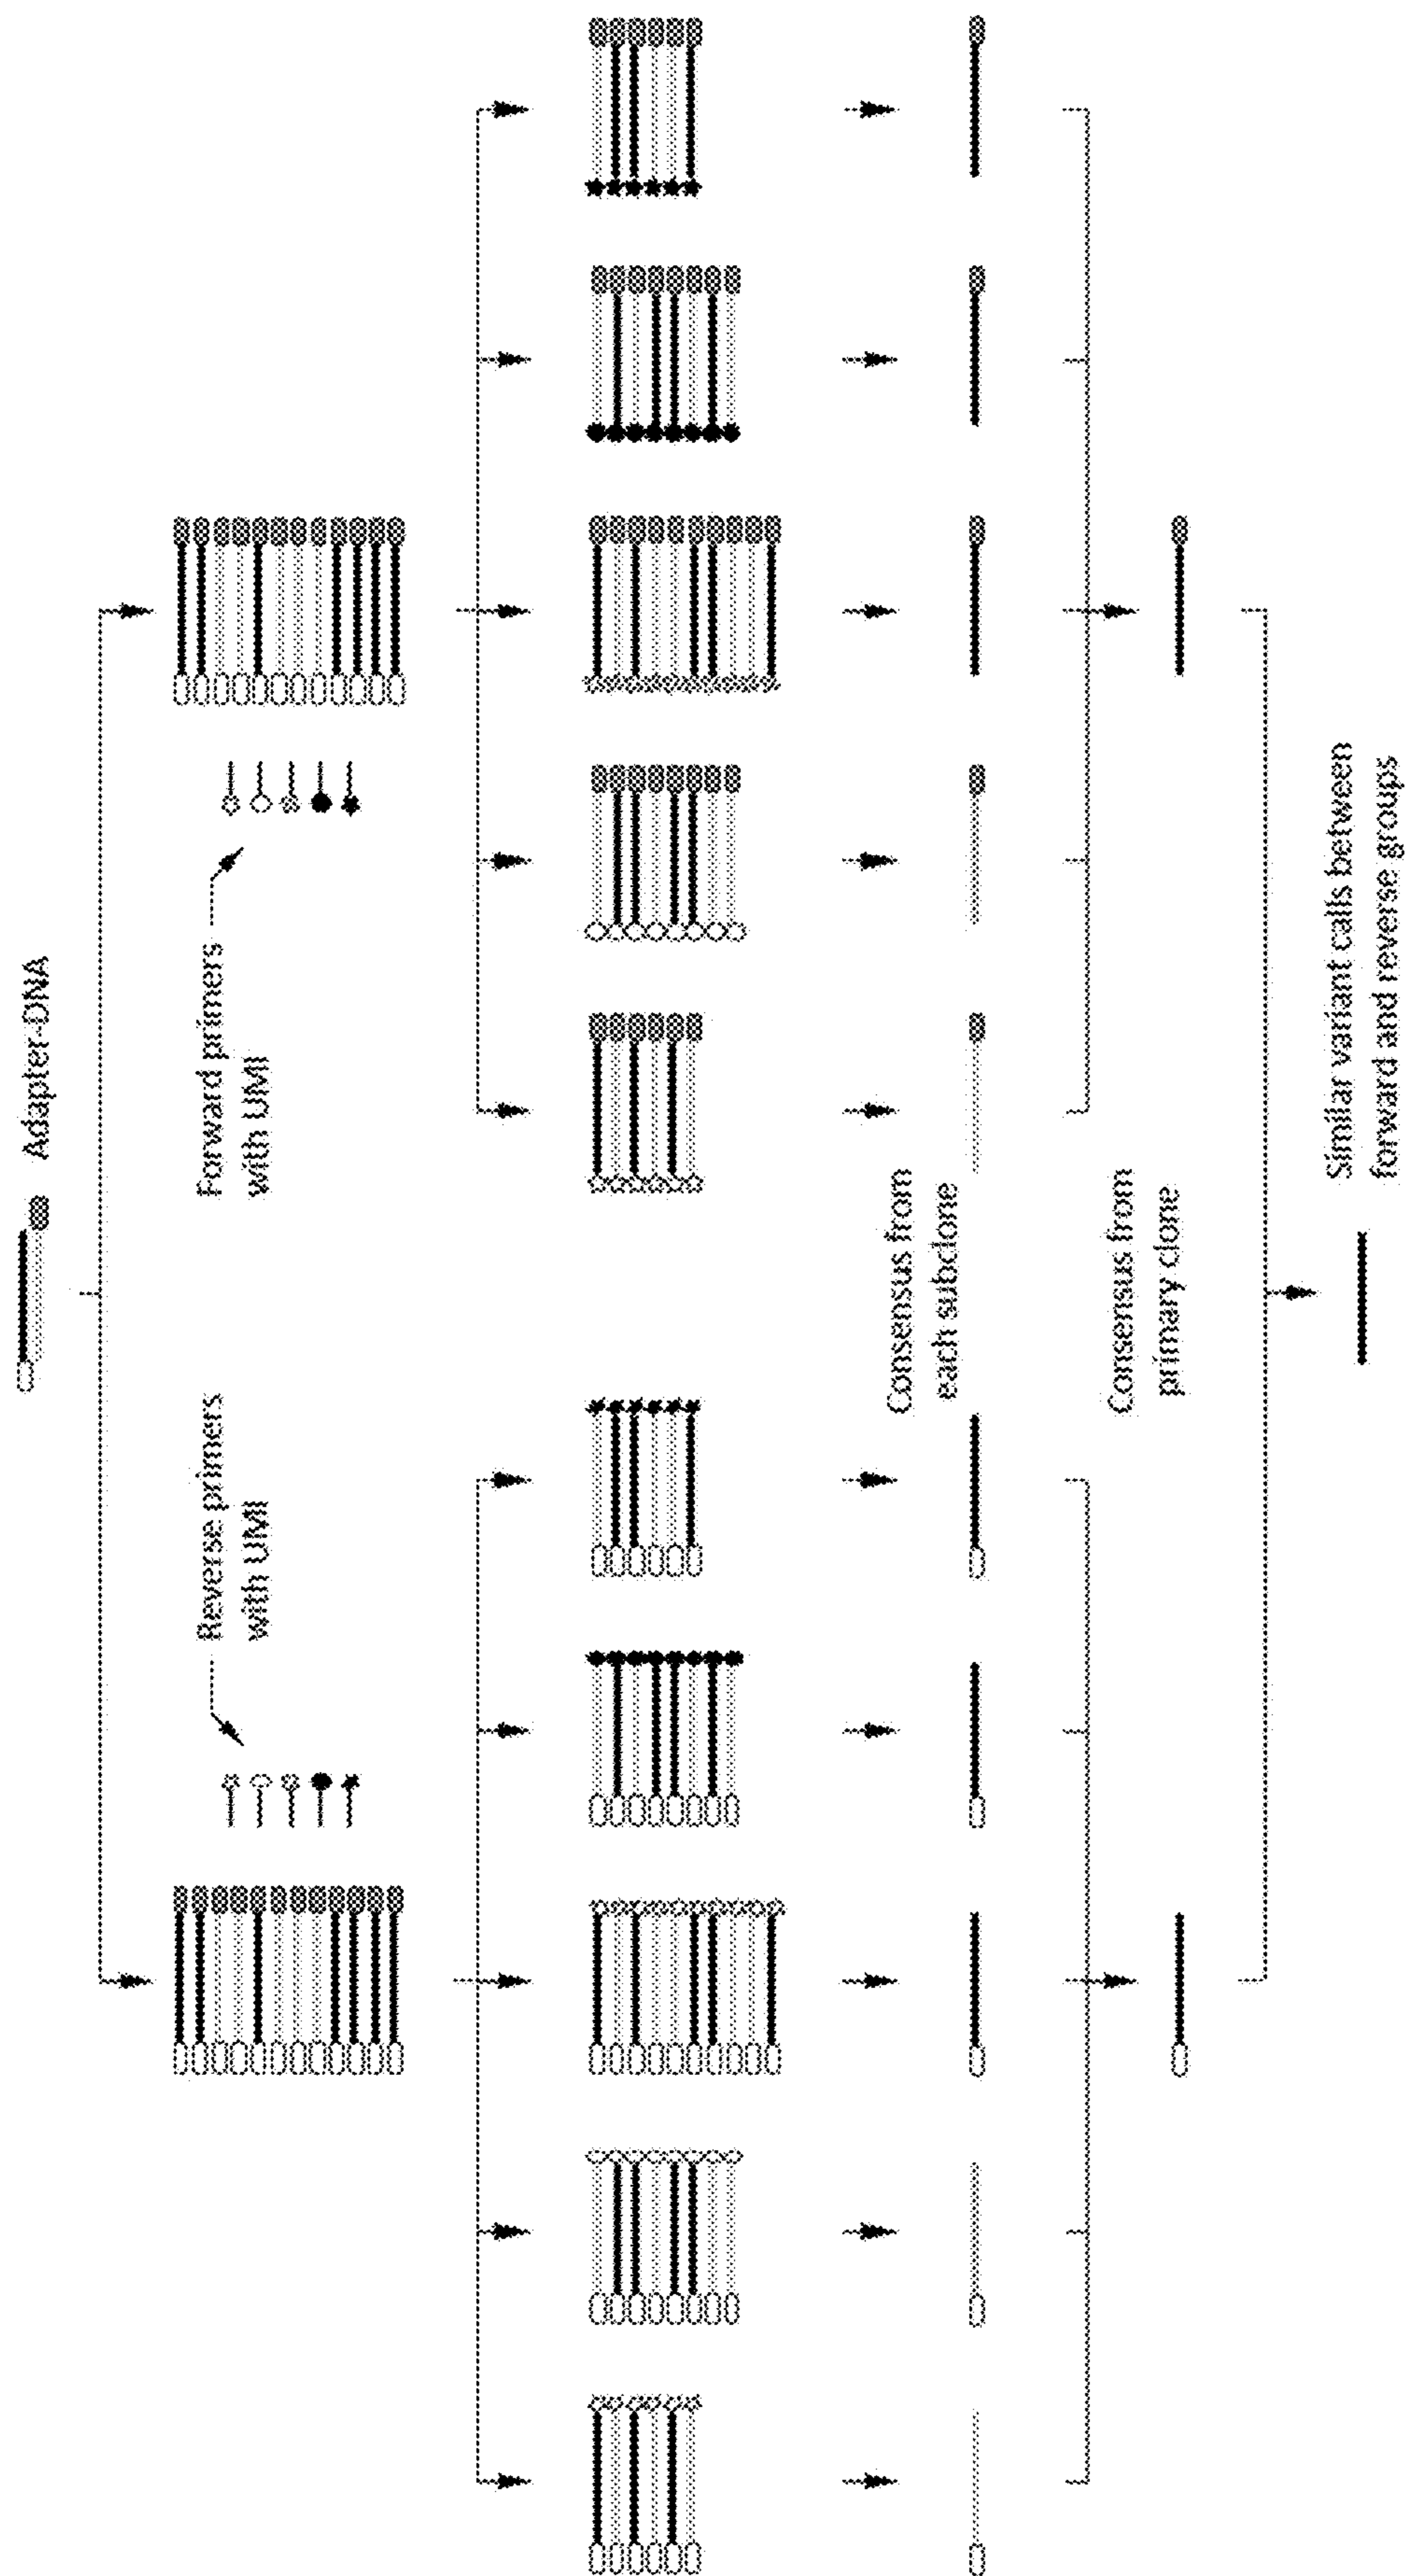 Adapter-DNA
Reverse primers
with UMI
Forward primers
with UMI
Consensus from
each subclone
Consensus from
primary clone
Similar variant calls between
forward and reverse groups